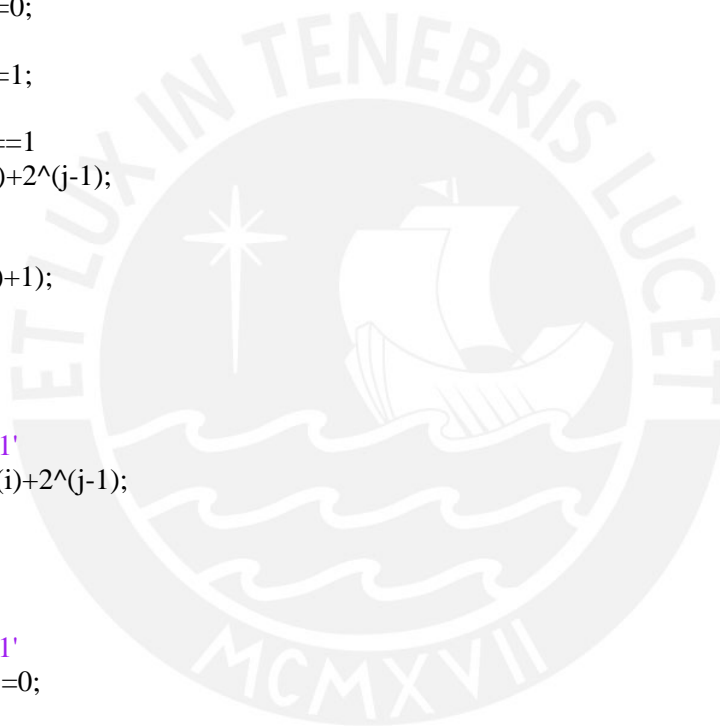 =0;
=1;
==1
)+2^(j-1);
)+1);
1'
(i)+2^(j-1);
1'
=0;
ET LUX IN TENEBRIS LUCET
MCMXVII